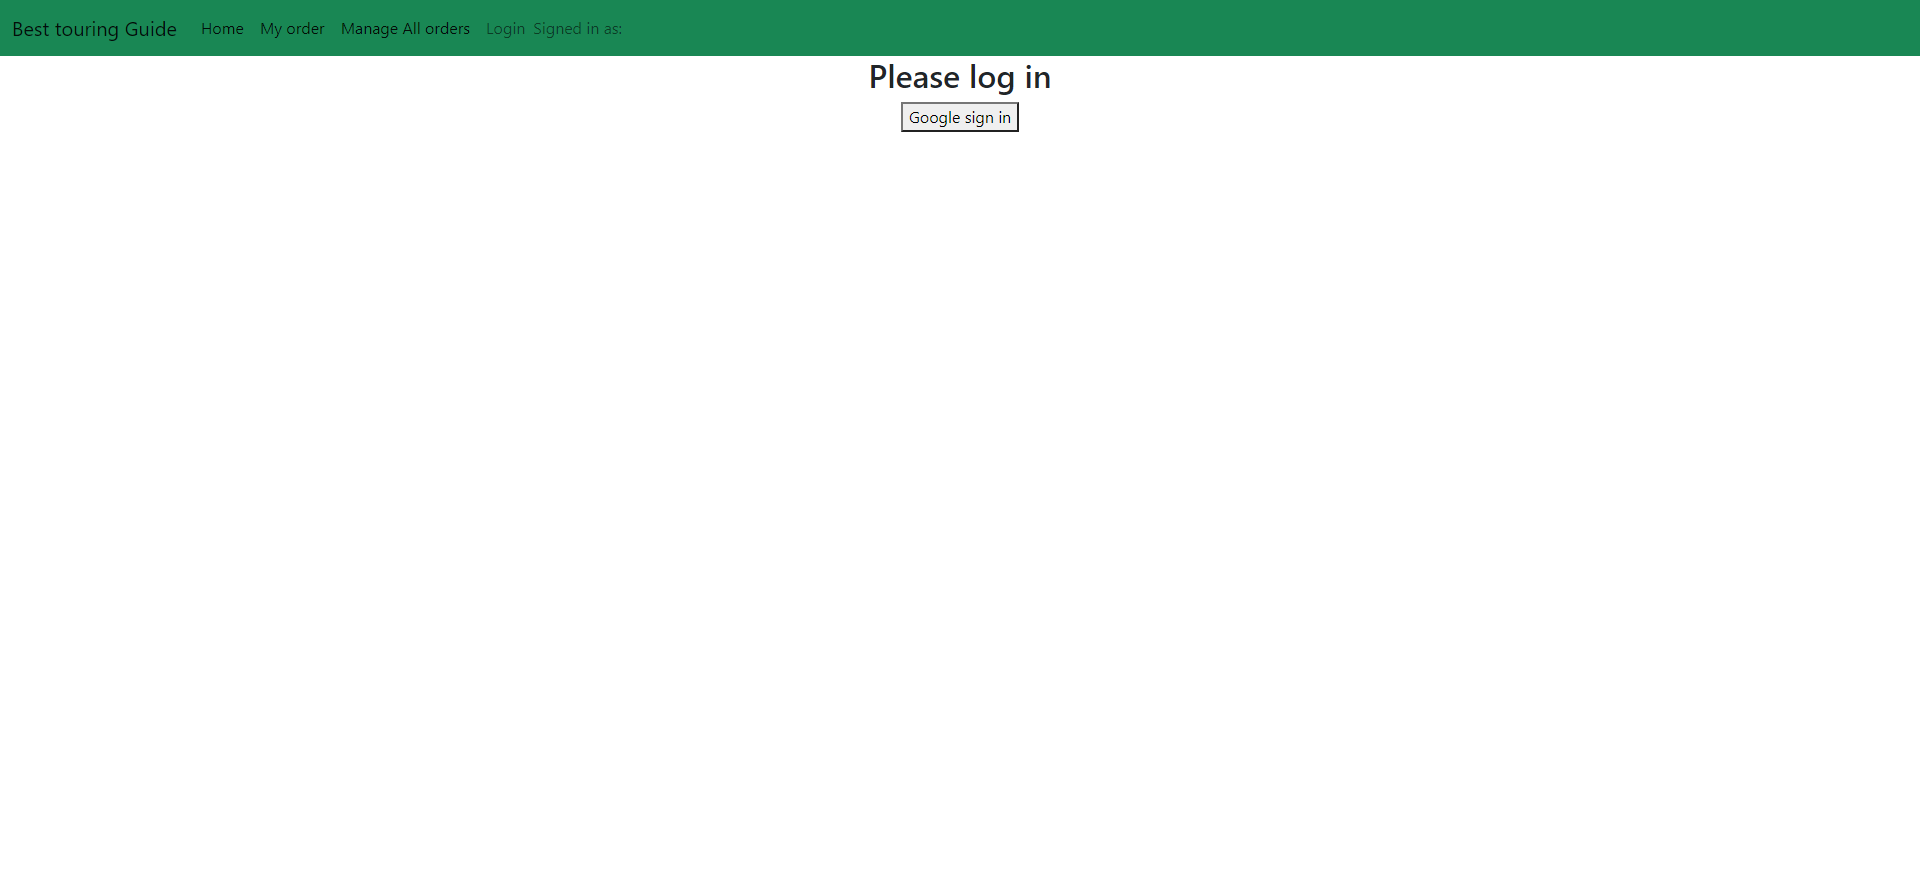 Best touring Guide Home My order Manage All orders Login Signed in as:
Please log in
Google sign in